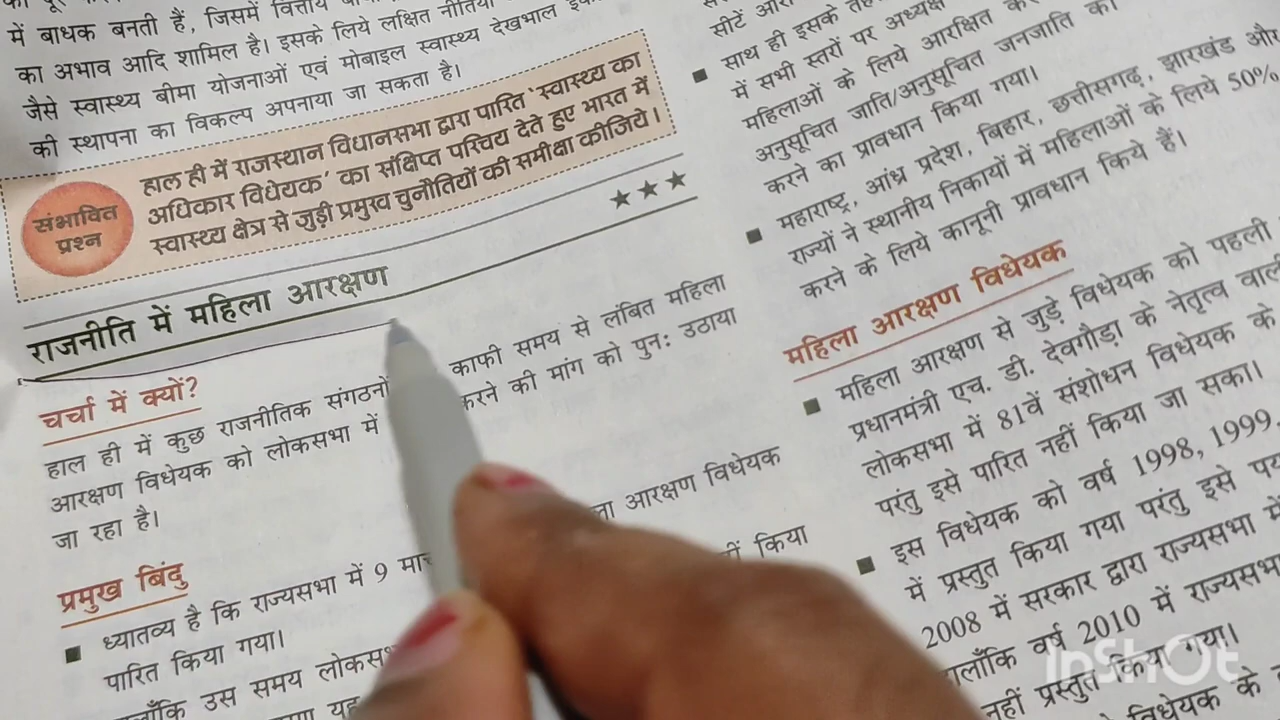 में बाधक बनती हैं, जिसमें वित्तीय
का अभाव आदि शामिल है। इसके लिये लक्षित नीतियों
जैसे स्वास्थ्य बीमा योजनाओं एवं मोबाइल स्वास्थ्य देखभाल
की स्थापना का विकल्प अपनाया जा सकता है।
संभावित
प्रश्न
हाल ही में राजस्थान विधानसभा द्वारा पारित 'स्वास्थ्य का
अधिकार विधेयक' का संक्षिप्त परिचय देते हुए भारत में
स्वास्थ्य क्षेत्र से जुड़ी प्रमुख चुनौतियों की समीक्षा कीजिये।
★★★
राजनीति में महिला आरक्षण
चर्चा में क्यों?
हाल ही में कुछ राजनीतिक संगठनों काफी समय से लंबित महिला
आरक्षण विधेयक को लोकसभा में करने की मांग को पुन: उठाया
जा रहा है।
प्रमुख बिंदु
■ ध्यातव्य है कि राज्यसभा में 9 आरक्षण विधेयक
पारित किया गया। किया
उस समय
सीटें
■ साथ ही इसके
में सभी स्तरों पर अध्यक्ष
महिलाओं के लिये आरक्षित
अनुसूचित जाति/अनुसूचित जनजाति
करने का प्रावधान किया गया।
■ महाराष्ट्र, आंध्र प्रदेश, बिहार, छत्तीसगढ़, झारखंड
राज्यों ने स्थानीय निकायों में महिलाओं के लिये 50%
करने के लिये कानूनी प्रावधान किये हैं।
महिला आरक्षण विधेयक
■ महिला आरक्षण से जुड़े विधेयक को पहली
प्रधानमंत्री एच. डी. देवगौड़ा के नेतृत्व
लोकसभा में 81वें संशोधन विधेयक के
परंतु इसे पारित नहीं किया जा सका।
■ इस विधेयक को वर्ष 1998, 1999,
में प्रस्तुत किया गया परंतु इसे
2008 में सरकार द्वारा राज्यसभा में
वर्ष 2010 में राज्यसभा
नहीं प्रस्तुत किया गया।
विधेयक के
InShOt